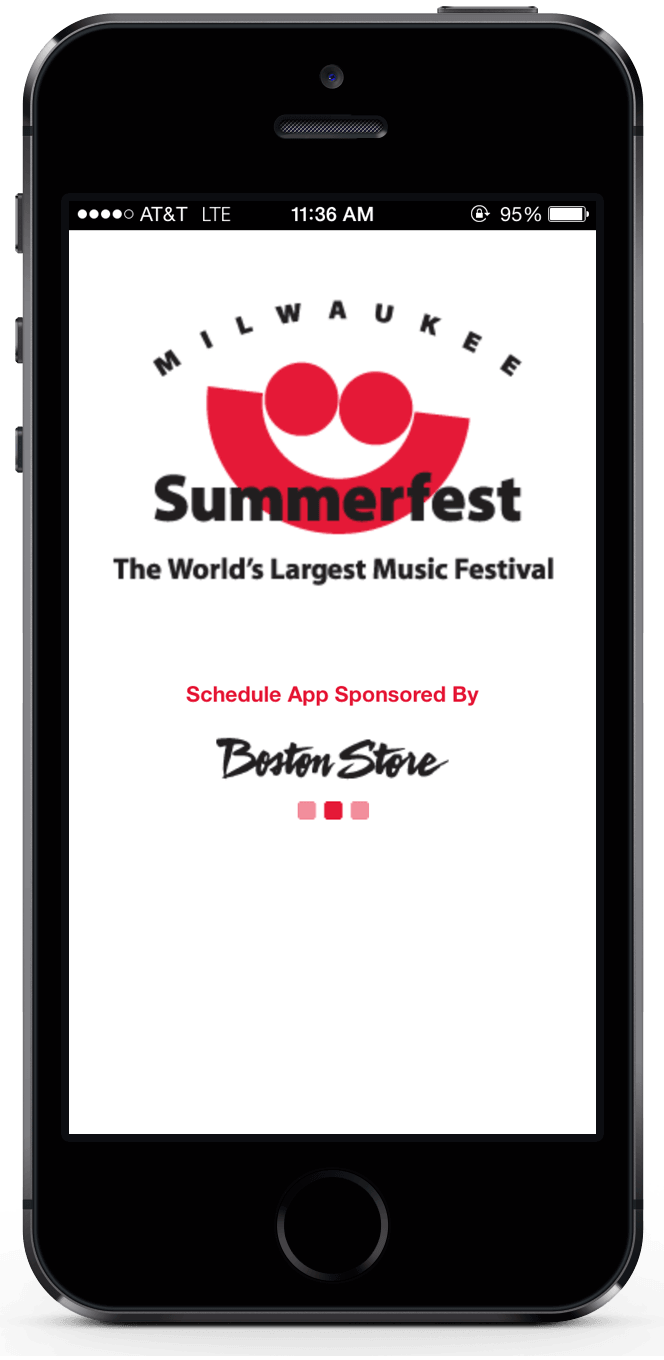 AT&T LTE 11:36 AM 95%
MILWAUKEE
Summerfest
The World's Largest Music Festival
Schedule App Sponsored By
Boston Store